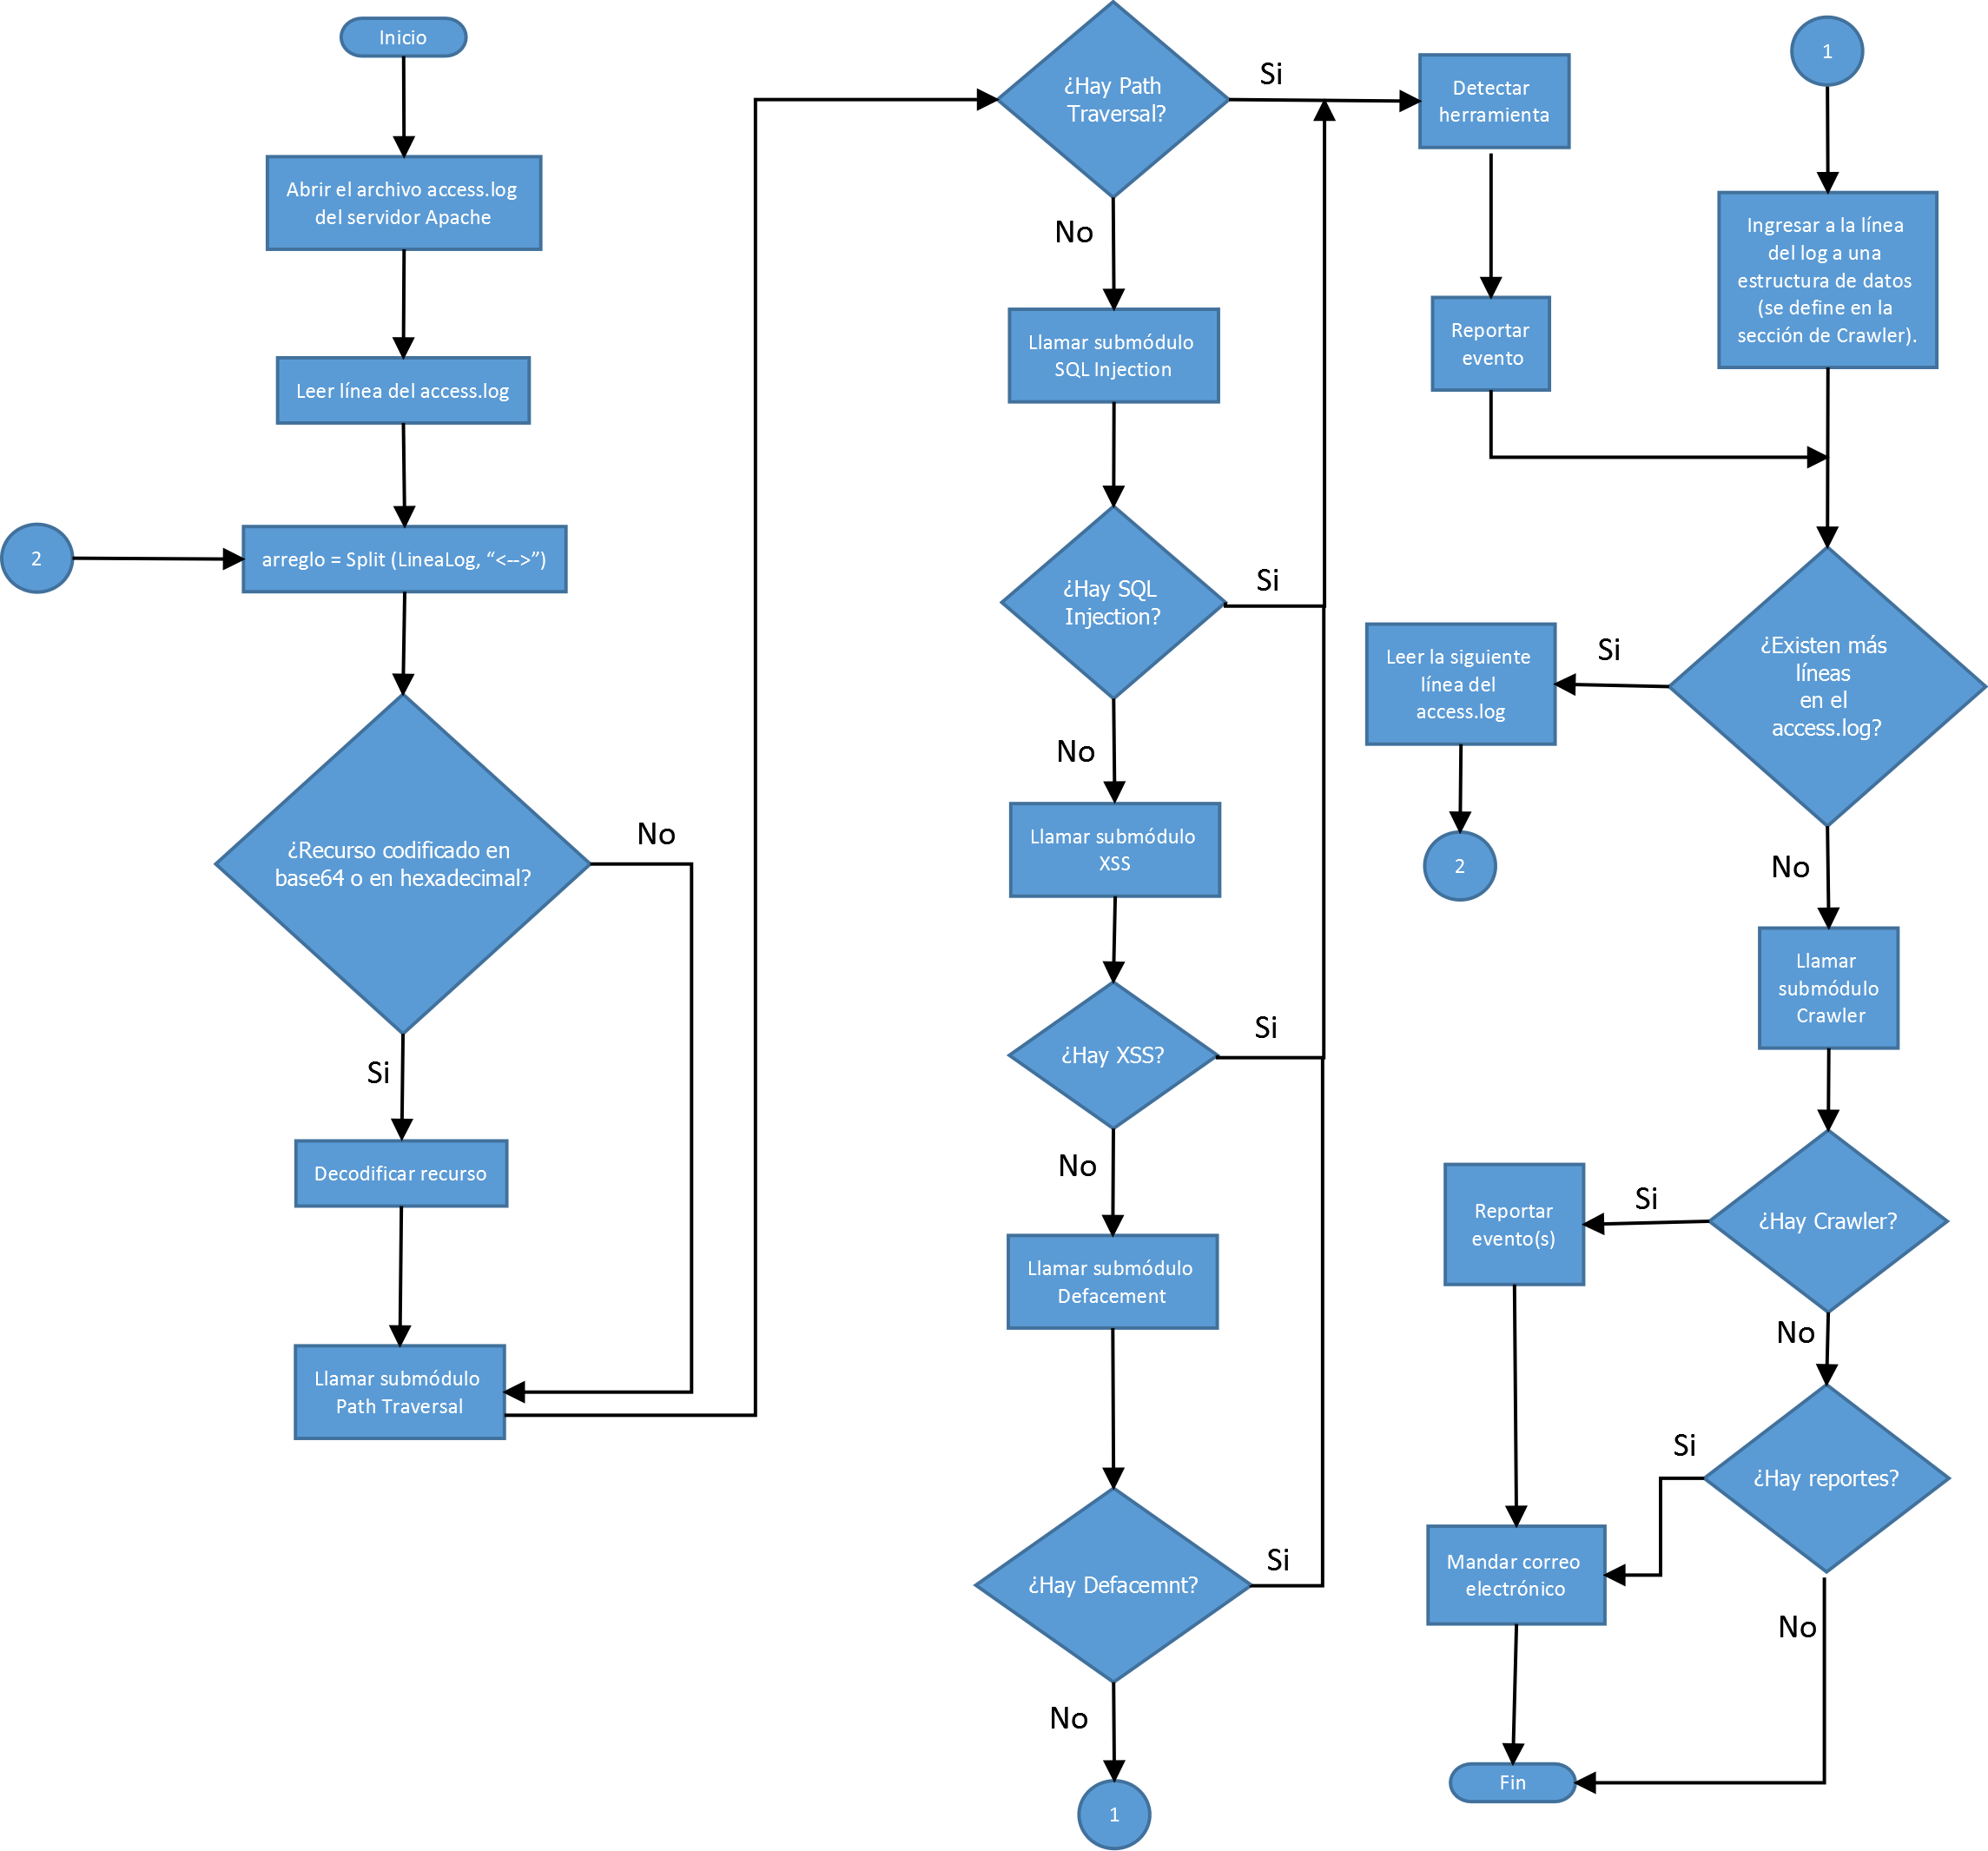 Inicio
Abrir el archivo access.log
del servidor Apache
Leer línea del access.log
2
arreglo = Split (LineaLog, “<-->”)
¿Recurso codificado en
base64 o en hexadecimal?
No
Si
Decodificar recurso
Llamar submódulo
Path Traversal
¿Hay Path
Traversal?
Si
No
Llamar submódulo
SQL Injection
¿Hay SQL
Injection?
Si
No
Llamar submódulo
XSS
¿Hay XSS?
Si
No
Llamar submódulo
Defacement
¿Hay Defacemnt?
Si
No
1
Detectar
herramienta
Reportar
evento
1
Ingresar a la línea
del log a una
estructura de datos
(se define en la
sección de Crawler).
¿Existen más
líneas
en el
access.log?
Si
Leer la siguiente
línea del
access.log
2
No
Llamar
submódulo
Crawler
¿Hay Crawler?
Si
Reportar
evento(s)
No
¿Hay reportes?
Si
Mandar correo
electrónico
No
Fin